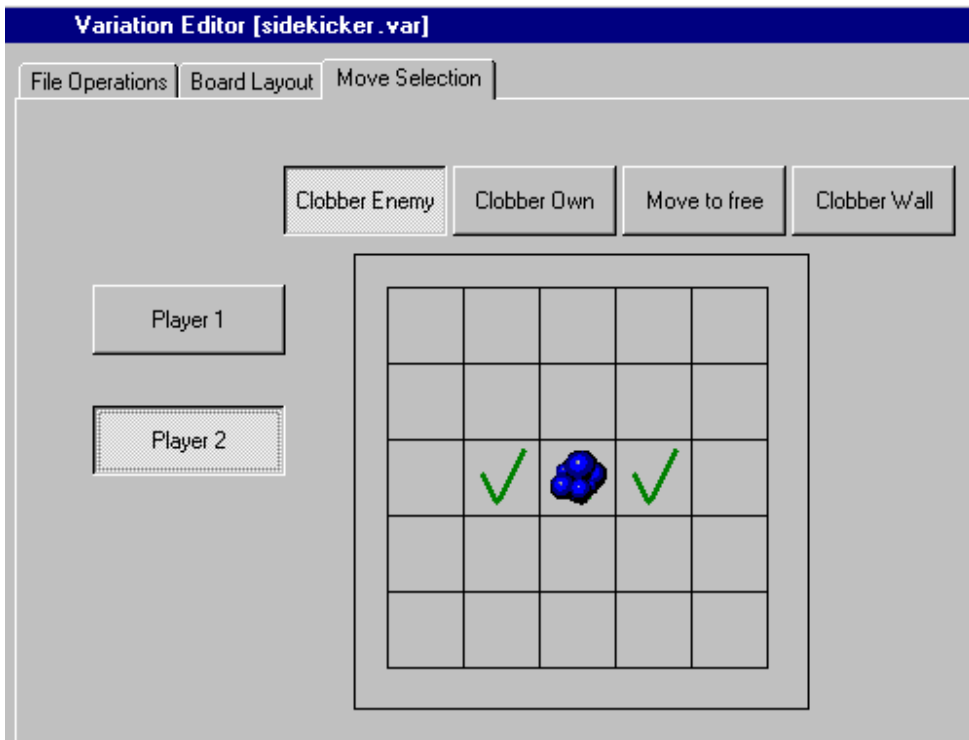 Variation Editor [sidekicker.var]
File Operations Board Layout Move Selection
Clobber Enemy Clobber Own Move to free Clobber Wall
Player 1
Player 2